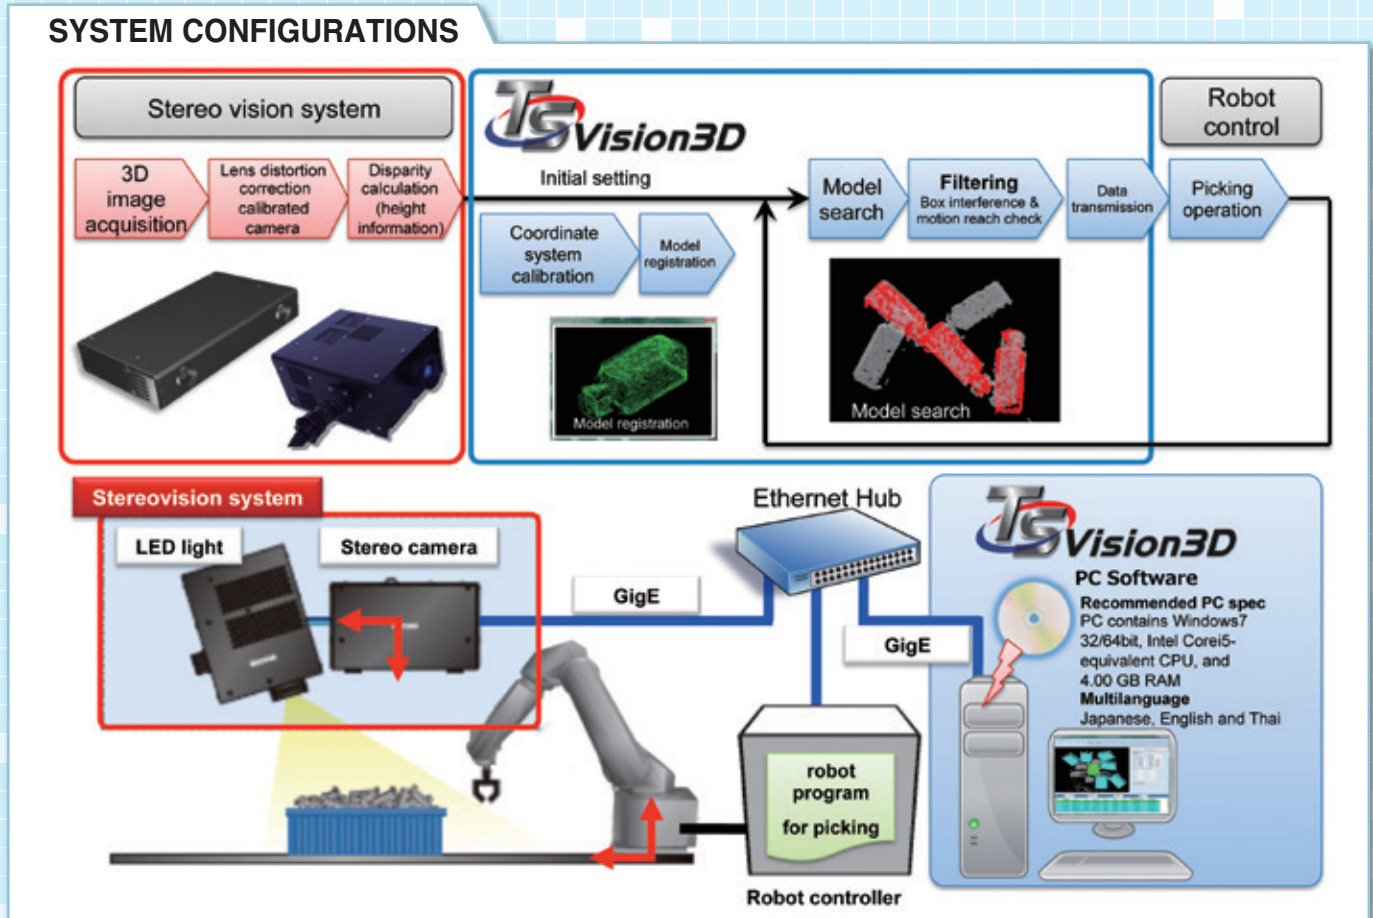 SYSTEM CONFIGURATIONS
Stereo vision system
3D
image
acquisition
Lens distortion
correction
calibrated
camera
Disparity
calculation
(height
information)
TS Vision3D
Initial setting
Coordinate
system
calibration
Model
registration
Model registration
Model
search
Filtering
Box interference &
motion reach check
Data
transmission
Model search
Robot
control
Picking
operation
Stereovision system
LED light
Stereo camera
GigE
Ethernet Hub
GigE
robot
program
for picking
Robot controller
TS Vision3D
PC Software
Recommended PC spec
PC contains Windows7
32/64bit, Intel Corei5-
equivalent CPU, and
4.00 GB RAM
Multilanguage
Japanese, English and Thai